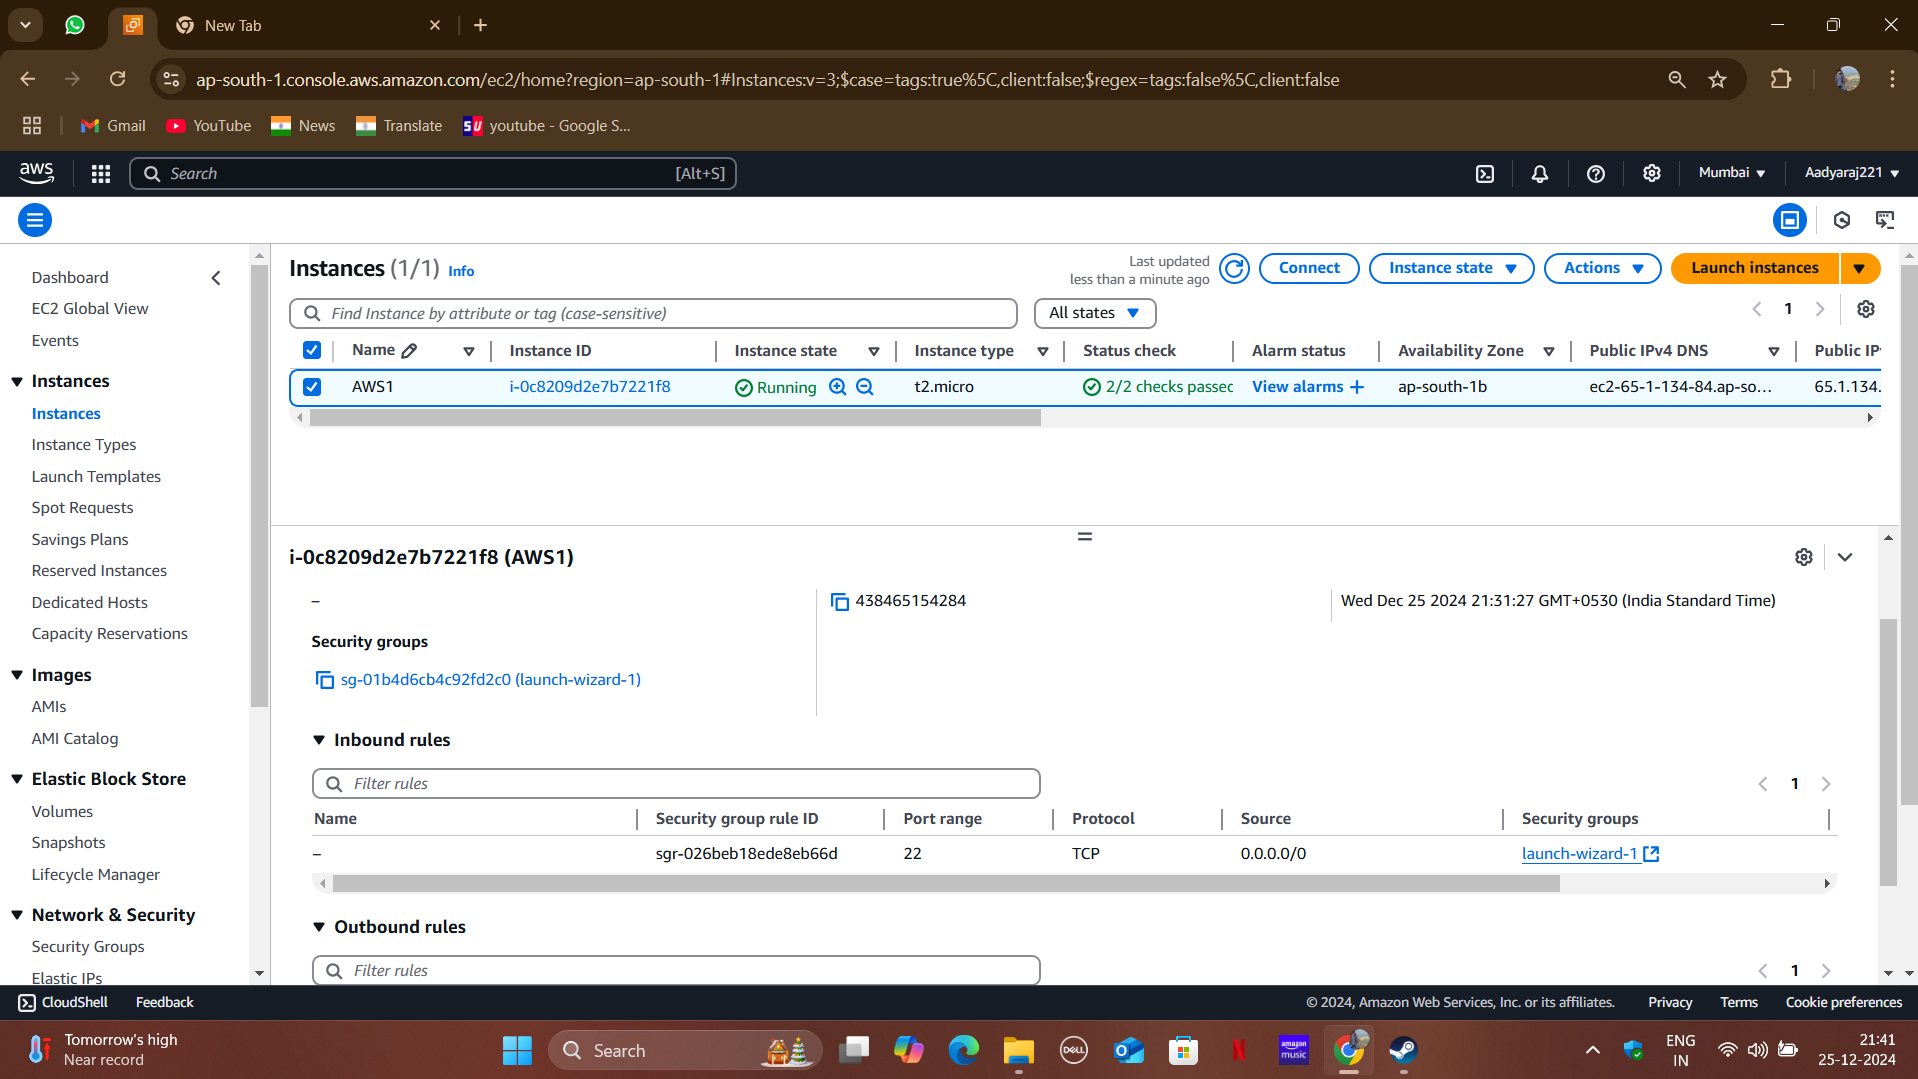 New Tab
ap-south-1.console.aws.amazon.com/ec2/home?region=ap-south-1#Instances:v=3;$case=tags:true%5C,client:false;$regex=tags:false%5C,client:false
Gmail YouTube News Translate SU youtube - Google S...
aws Search [Alt+S] Mumbai Aadyaraj221
Dashboard
EC2 Global View
Events
Instances
Instances
Instance Types
Launch Templates
Spot Requests
Savings Plans
Reserved Instances
Dedicated Hosts
Capacity Reservations
Images
AMIs
AMI Catalog
Elastic Block Store
Volumes
Snapshots
Lifecycle Manager
Network & Security
Security Groups
Elastic IPs
Instances (1/1) Info
Last updated
less than a minute ago
Connect Instance state Actions Launch instances
Find Instance by attribute or tag (case-sensitive) All states 1
Name Instance ID Instance state Instance type Status check Alarm status Availability Zone Public IPv4 DNS Public IP
AWS1 i-0c8209d2e7b7221f8 Running t2.micro 2/2 checks passec View alarms + ap-south-1b ec2-65-1-134-84.ap-so... 65.1.134.
i-0c8209d2e7b7221f8 (AWS1)
– 438465154284 Wed Dec 25 2024 21:31:27 GMT+0530 (India Standard Time)
Security groups
sg-01b4d6cb4c92fd2c0 (launch-wizard-1)
Inbound rules
Filter rules 1
Name Security group rule ID Port range Protocol Source Security groups
– sgr-026beb18ede8eb66d 22 TCP 0.0.0.0/0 launch-wizard-1
Outbound rules
Filter rules 1
CloudShell Feedback © 2024, Amazon Web Services, Inc. or its affiliates. Privacy Terms Cookie preferences
Tomorrow's high
Near record
Search
DELL
amazon
music
ENG
IN
21:41
25-12-2024